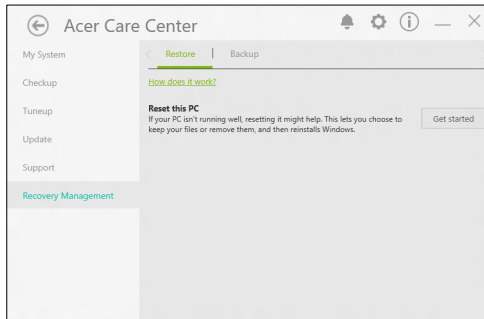 Acer Care Center
My System
Checkup
Tuneup
Update
Support
Recovery Management
Restore
Backup
How does it work?
Reset this PC
If your PC isn't running well, resetting it might help. This lets you choose to
keep your files or remove them, and then reinstalls Windows.
Get started